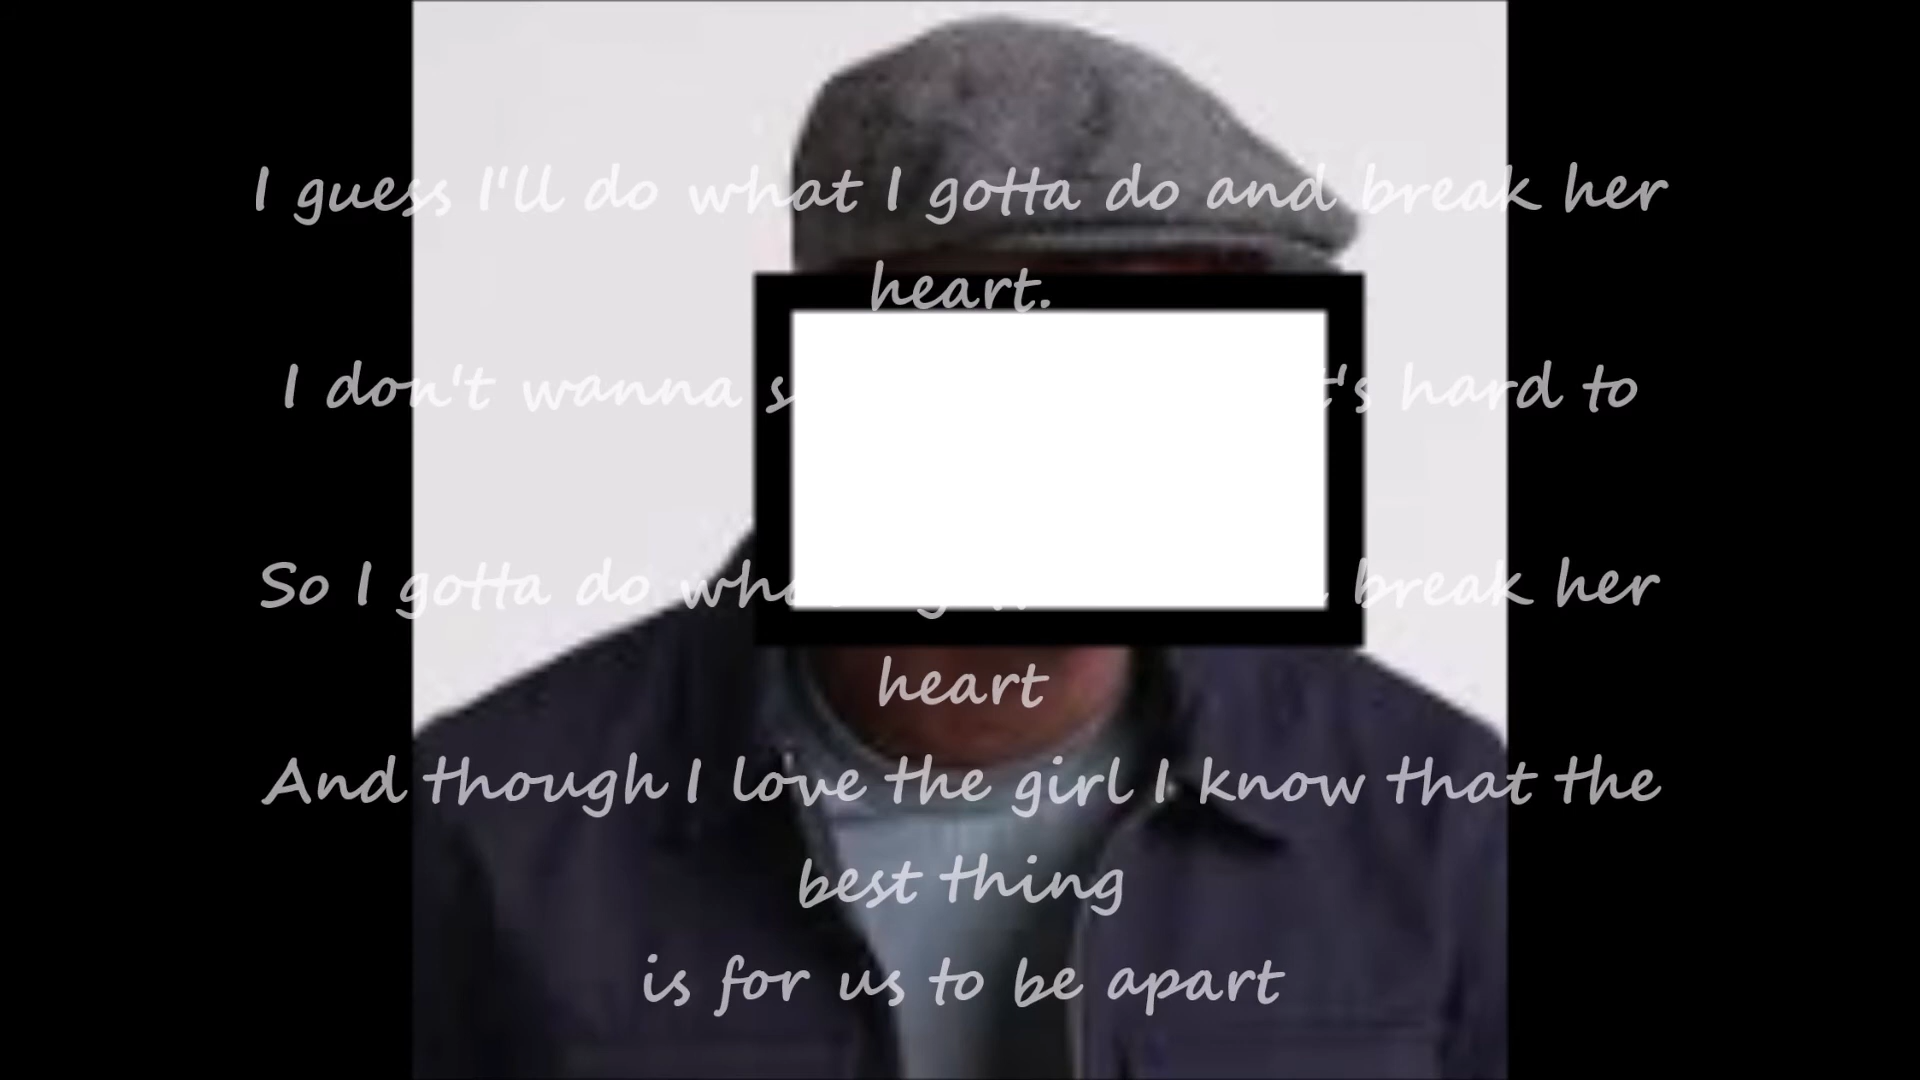 I guess I'll do what I gotta do and break her
heart.
I don't wanna hard to
So I gotta do break her
heart
And though I love the girl I know that the
best thing
is for us to be apart